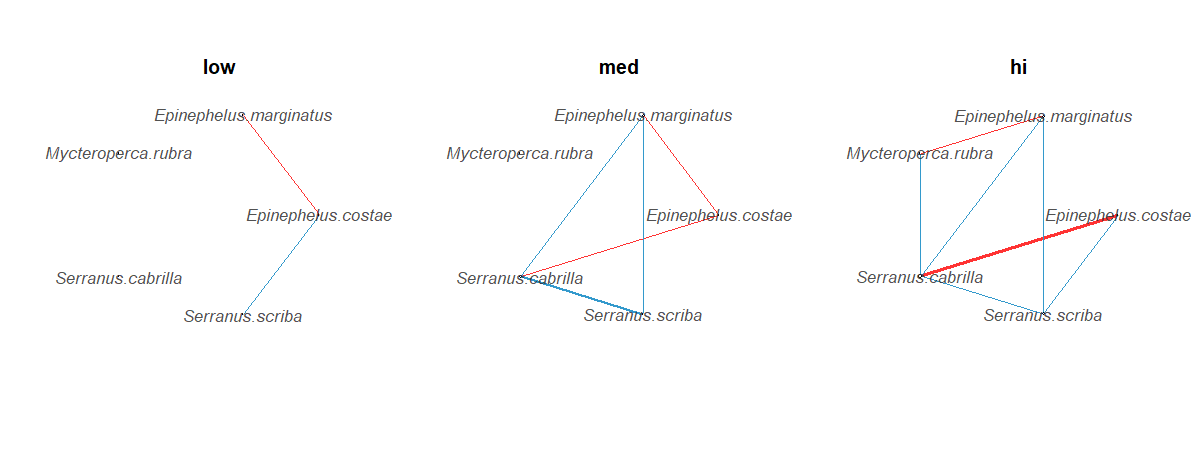 low
med
hi
Epinephelus.marginatus
Mycteroperca.rubra
Epinephelus.costae
Serranus.cabrilla
Serranus.scriba
Epinephelus.marginatus
Mycteroperca.rubra
Epinephelus.costae
Serranus.cabrilla
Serranus.scriba
Epinephelus.marginatus
Mycteroperca.rubra
Epinephelus.costae
Serranus.cabrilla
Serranus.scriba